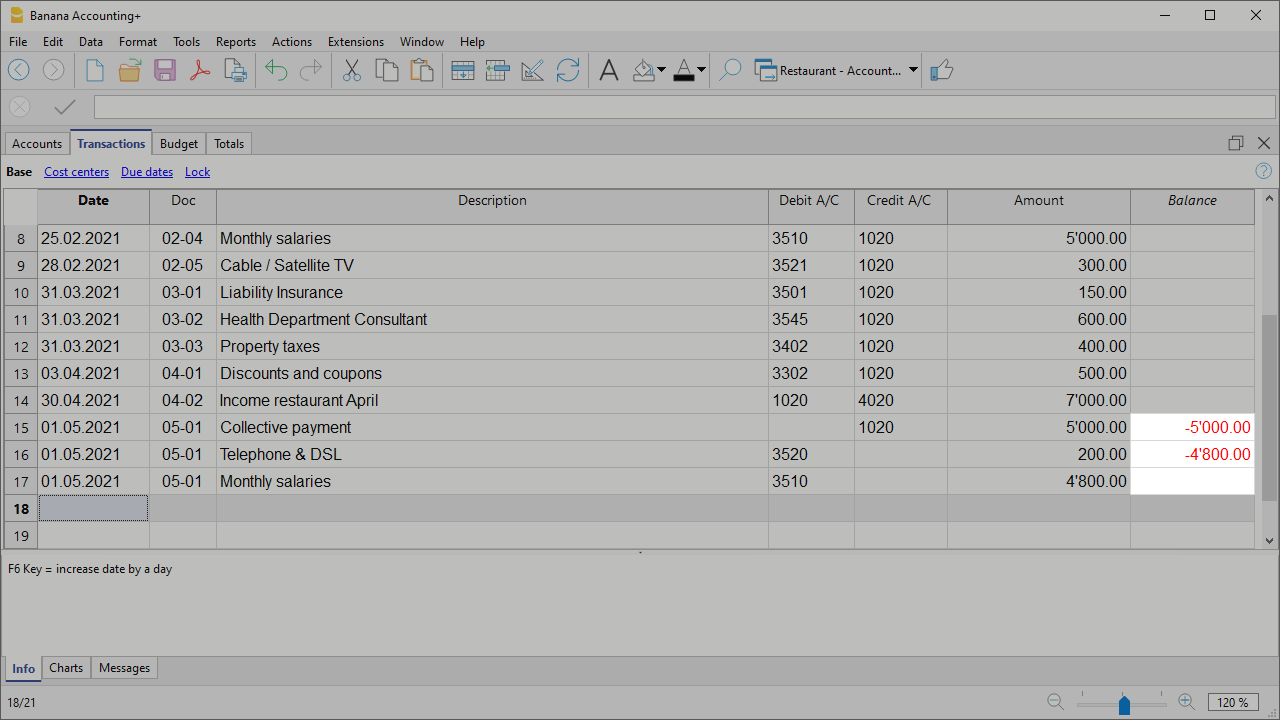 Banana Accounting+
File Edit Data Format Tools Reports Actions Extensions Window Help
Restaurant - Account...
Accounts Transactions Budget Totals
Base Cost centers Due dates Lock
Date Doc Description Debit A/C Credit A/C Amount Balance
8 25.02.2021 02-04 Monthly salaries 3510 1020 5'000.00
9 28.02.2021 02-05 Cable / Satellite TV 3521 1020 300.00
10 31.03.2021 03-01 Liability Insurance 3501 1020 150.00
11 31.03.2021 03-02 Health Department Consultant 3545 1020 600.00
12 31.03.2021 03-03 Property taxes 3402 1020 400.00
13 03.04.2021 04-01 Discounts and coupons 3302 1020 500.00
14 30.04.2021 04-02 Income restaurant April 1020 4020 7'000.00
15 01.05.2021 05-01 Collective payment 1020 5'000.00 -5'000.00
16 01.05.2021 05-01 Telephone & DSL 3520 200.00 -4'800.00
17 01.05.2021 05-01 Monthly salaries 3510 4'800.00
18
19
F6 Key = increase date by a day
Info Charts Messages
18/21 120 %